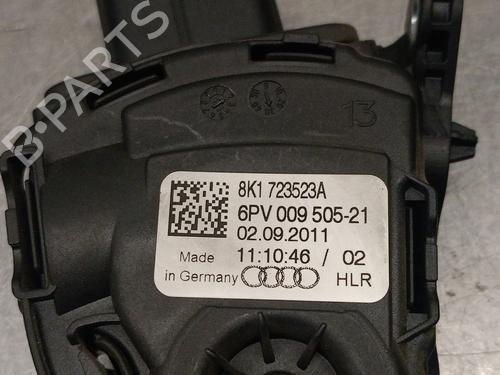 B-PARTS
13
8K1 723523A
6PV 009 505-21
02.09.2011
Made 11:10:46 / 02
in Germany HLR